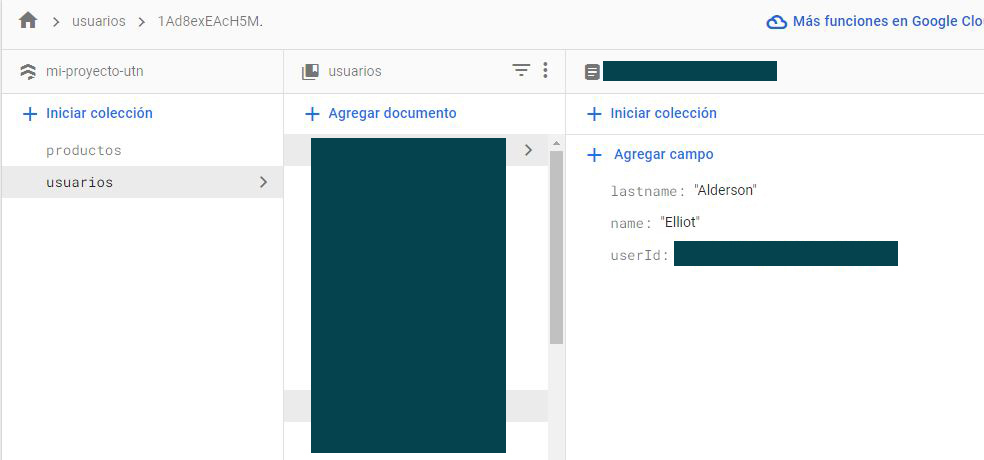 usuarios > 1Ad8exEAcH5M.
Más funciones en Google Clo
mi-proyecto-utn
usuarios
Iniciar colección
Agregar documento
Iniciar colección
productos
usuarios
Agregar campo
lastname: "Alderson"
name: "Elliot"
userId: